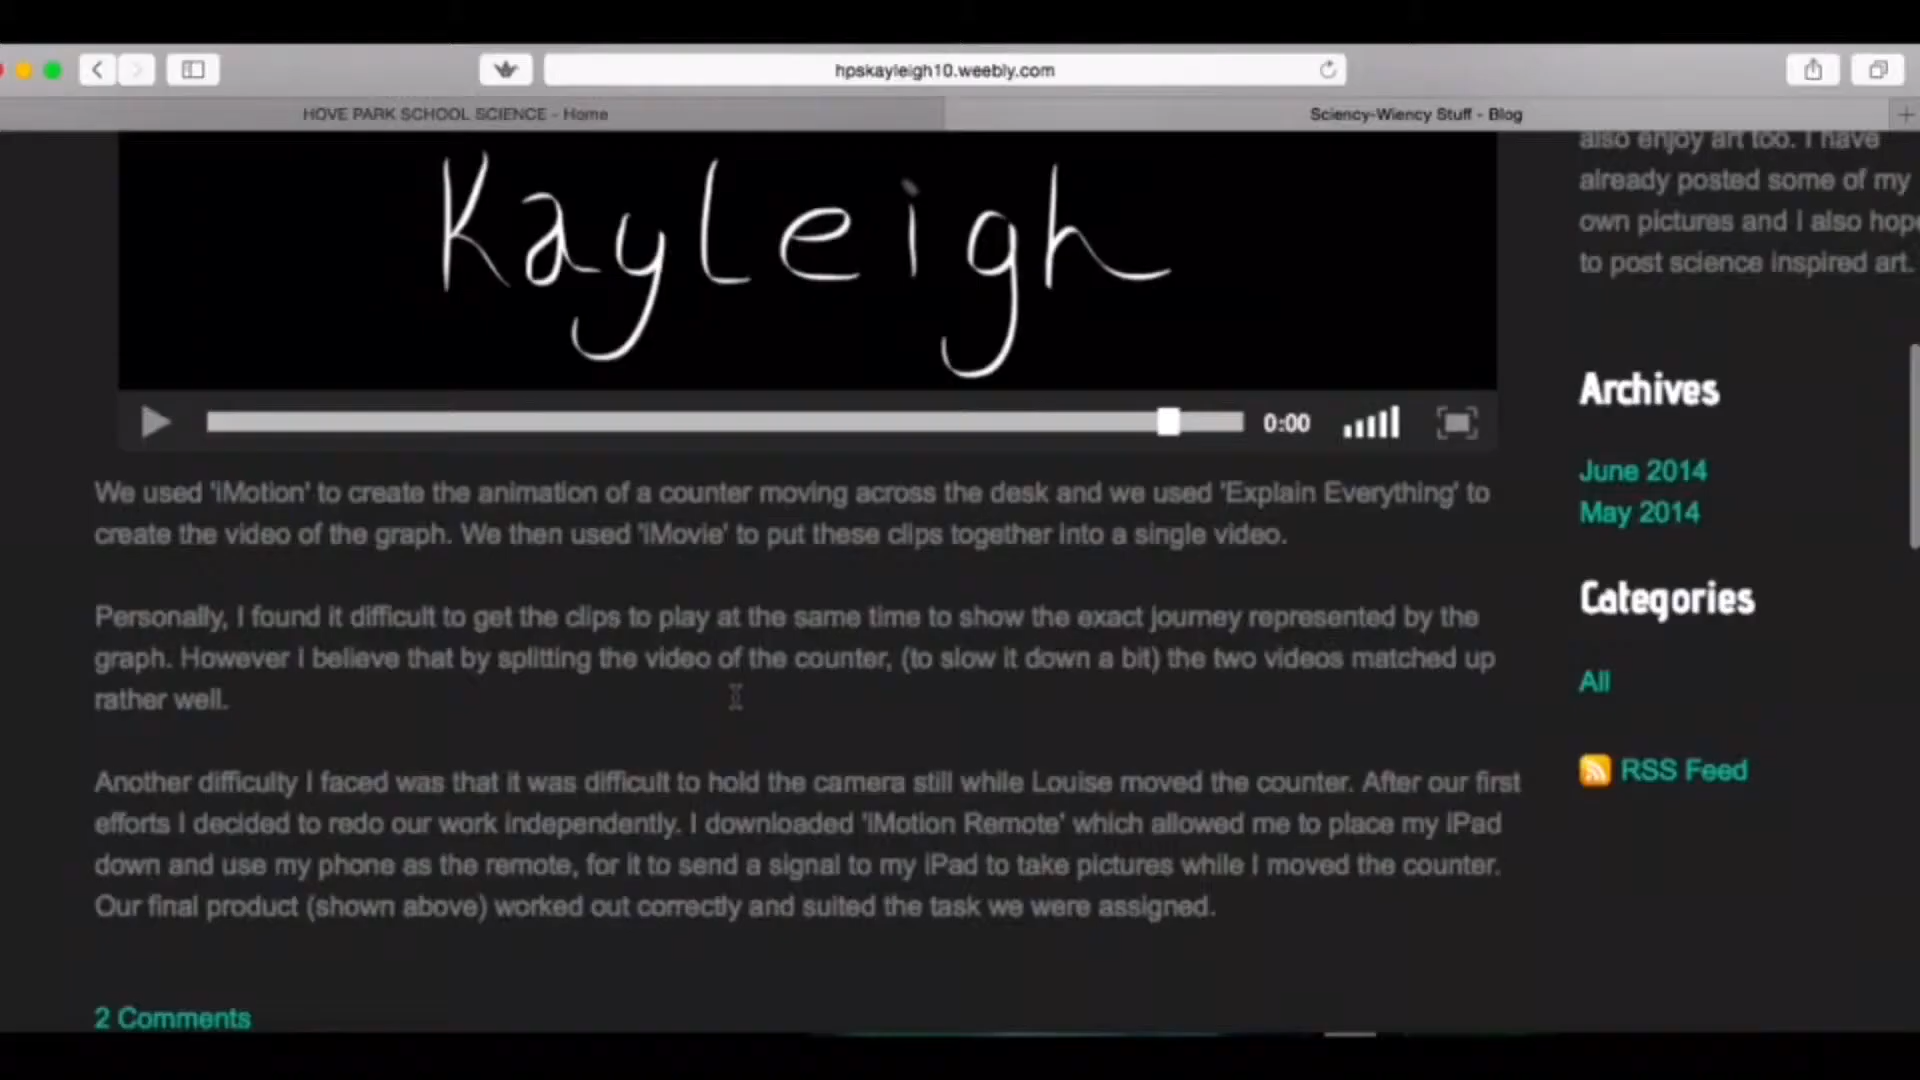 hpskayleigh10.weebly.com
HOVE PARK SCHOOL SCIENCE - Home
Sciency-Wiency Stuff - Blog
Kayleigh
0:00
We used 'iMotion' to create the animation of a counter moving across the desk and we used 'Explain Everything' to
create the video of the graph. We then used 'iMovie' to put these clips together into a single video.
Personally, I found it difficult to get the clips to play at the same time to show the exact journey represented by the
graph. However I believe that by splitting the video of the counter, (to slow it down a bit) the two videos matched up
rather well.
Another difficulty I faced was that it was difficult to hold the camera still while Louise moved the counter. After our first
efforts I decided to redo our work independently. I downloaded 'iMotion Remote' which allowed me to place my iPad
down and use my phone as the remote, for it to send a signal to my iPad to take pictures while I moved the counter.
Our final product (shown above) worked out correctly and suited the task we were assigned.
2 Comments
also enjoy art too. I have
already posted some of my
own pictures and I also hope
to post science inspired art.
Archives
June 2014
May 2014
Categories
All
RSS Feed